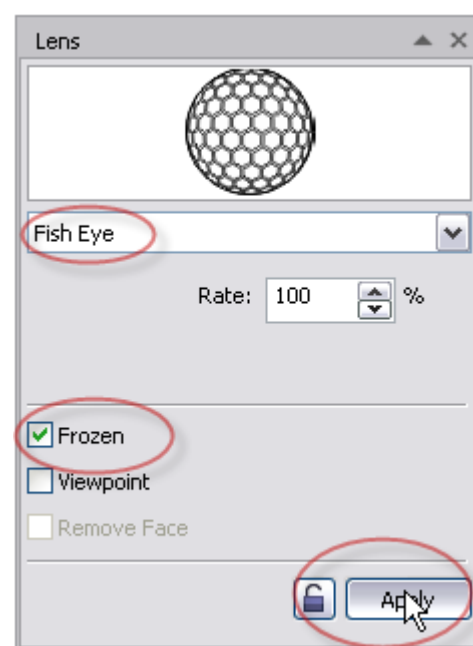 Lens
Fish Eye
Rate: 100 %
Frozen
Viewpoint
Remove Face
Apply